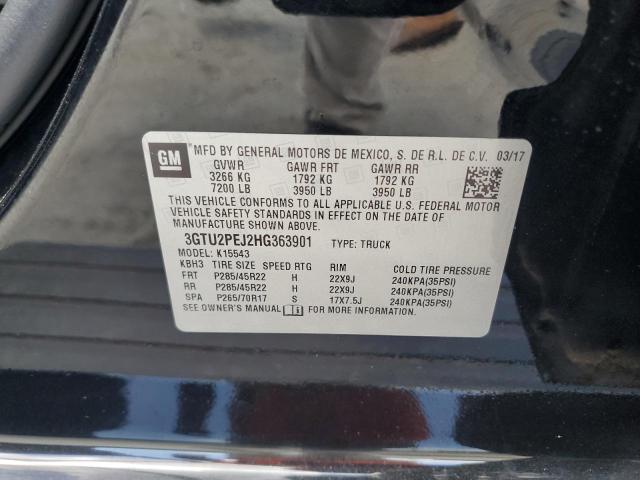 GM
MFD BY GENERAL MOTORS DE MEXICO, S. DE R.L. DE C.V. 03/17
GVWR GAWR FRT GAWR RR
3266 KG 1792 KG 1792 KG
7200 LB 3950 LB 3950 LB
THIS VEHICLE CONFORMS TO ALL APPLICABLE U.S. FEDERAL MOTOR
VEHICLE SAFETY STANDARDS IN EFFECT ON THE DATE OF
MANUFACTURE SHOWN ABOVE.
3GTU2PEJ2HG363901 TYPE: TRUCK
MODEL: K15543
KBH3 TIRE SIZE SPEED RTG RIM COLD TIRE PRESSURE
FRT P285/45R22 H 22X9J 240KPA(35PSI)
RR P285/45R22 H 22X9J 240KPA(35PSI)
SPA P265/70R17 S 17X7.5J 240KPA(35PSI)
SEE OWNER'S MANUAL FOR MORE INFORMATION.